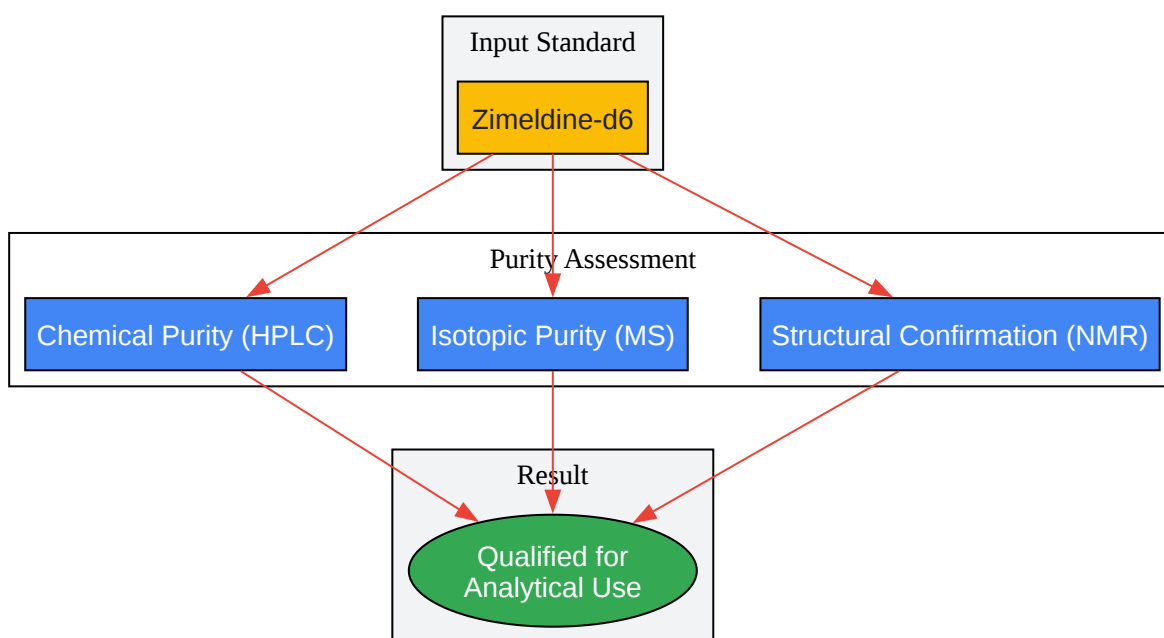 Input Standard
Zimeldine-d6
Purity Assessment
Chemical Purity (HPLC)
Isotopic Purity (MS)
Structural Confirmation (NMR)
Result
Qualified for
Analytical Use